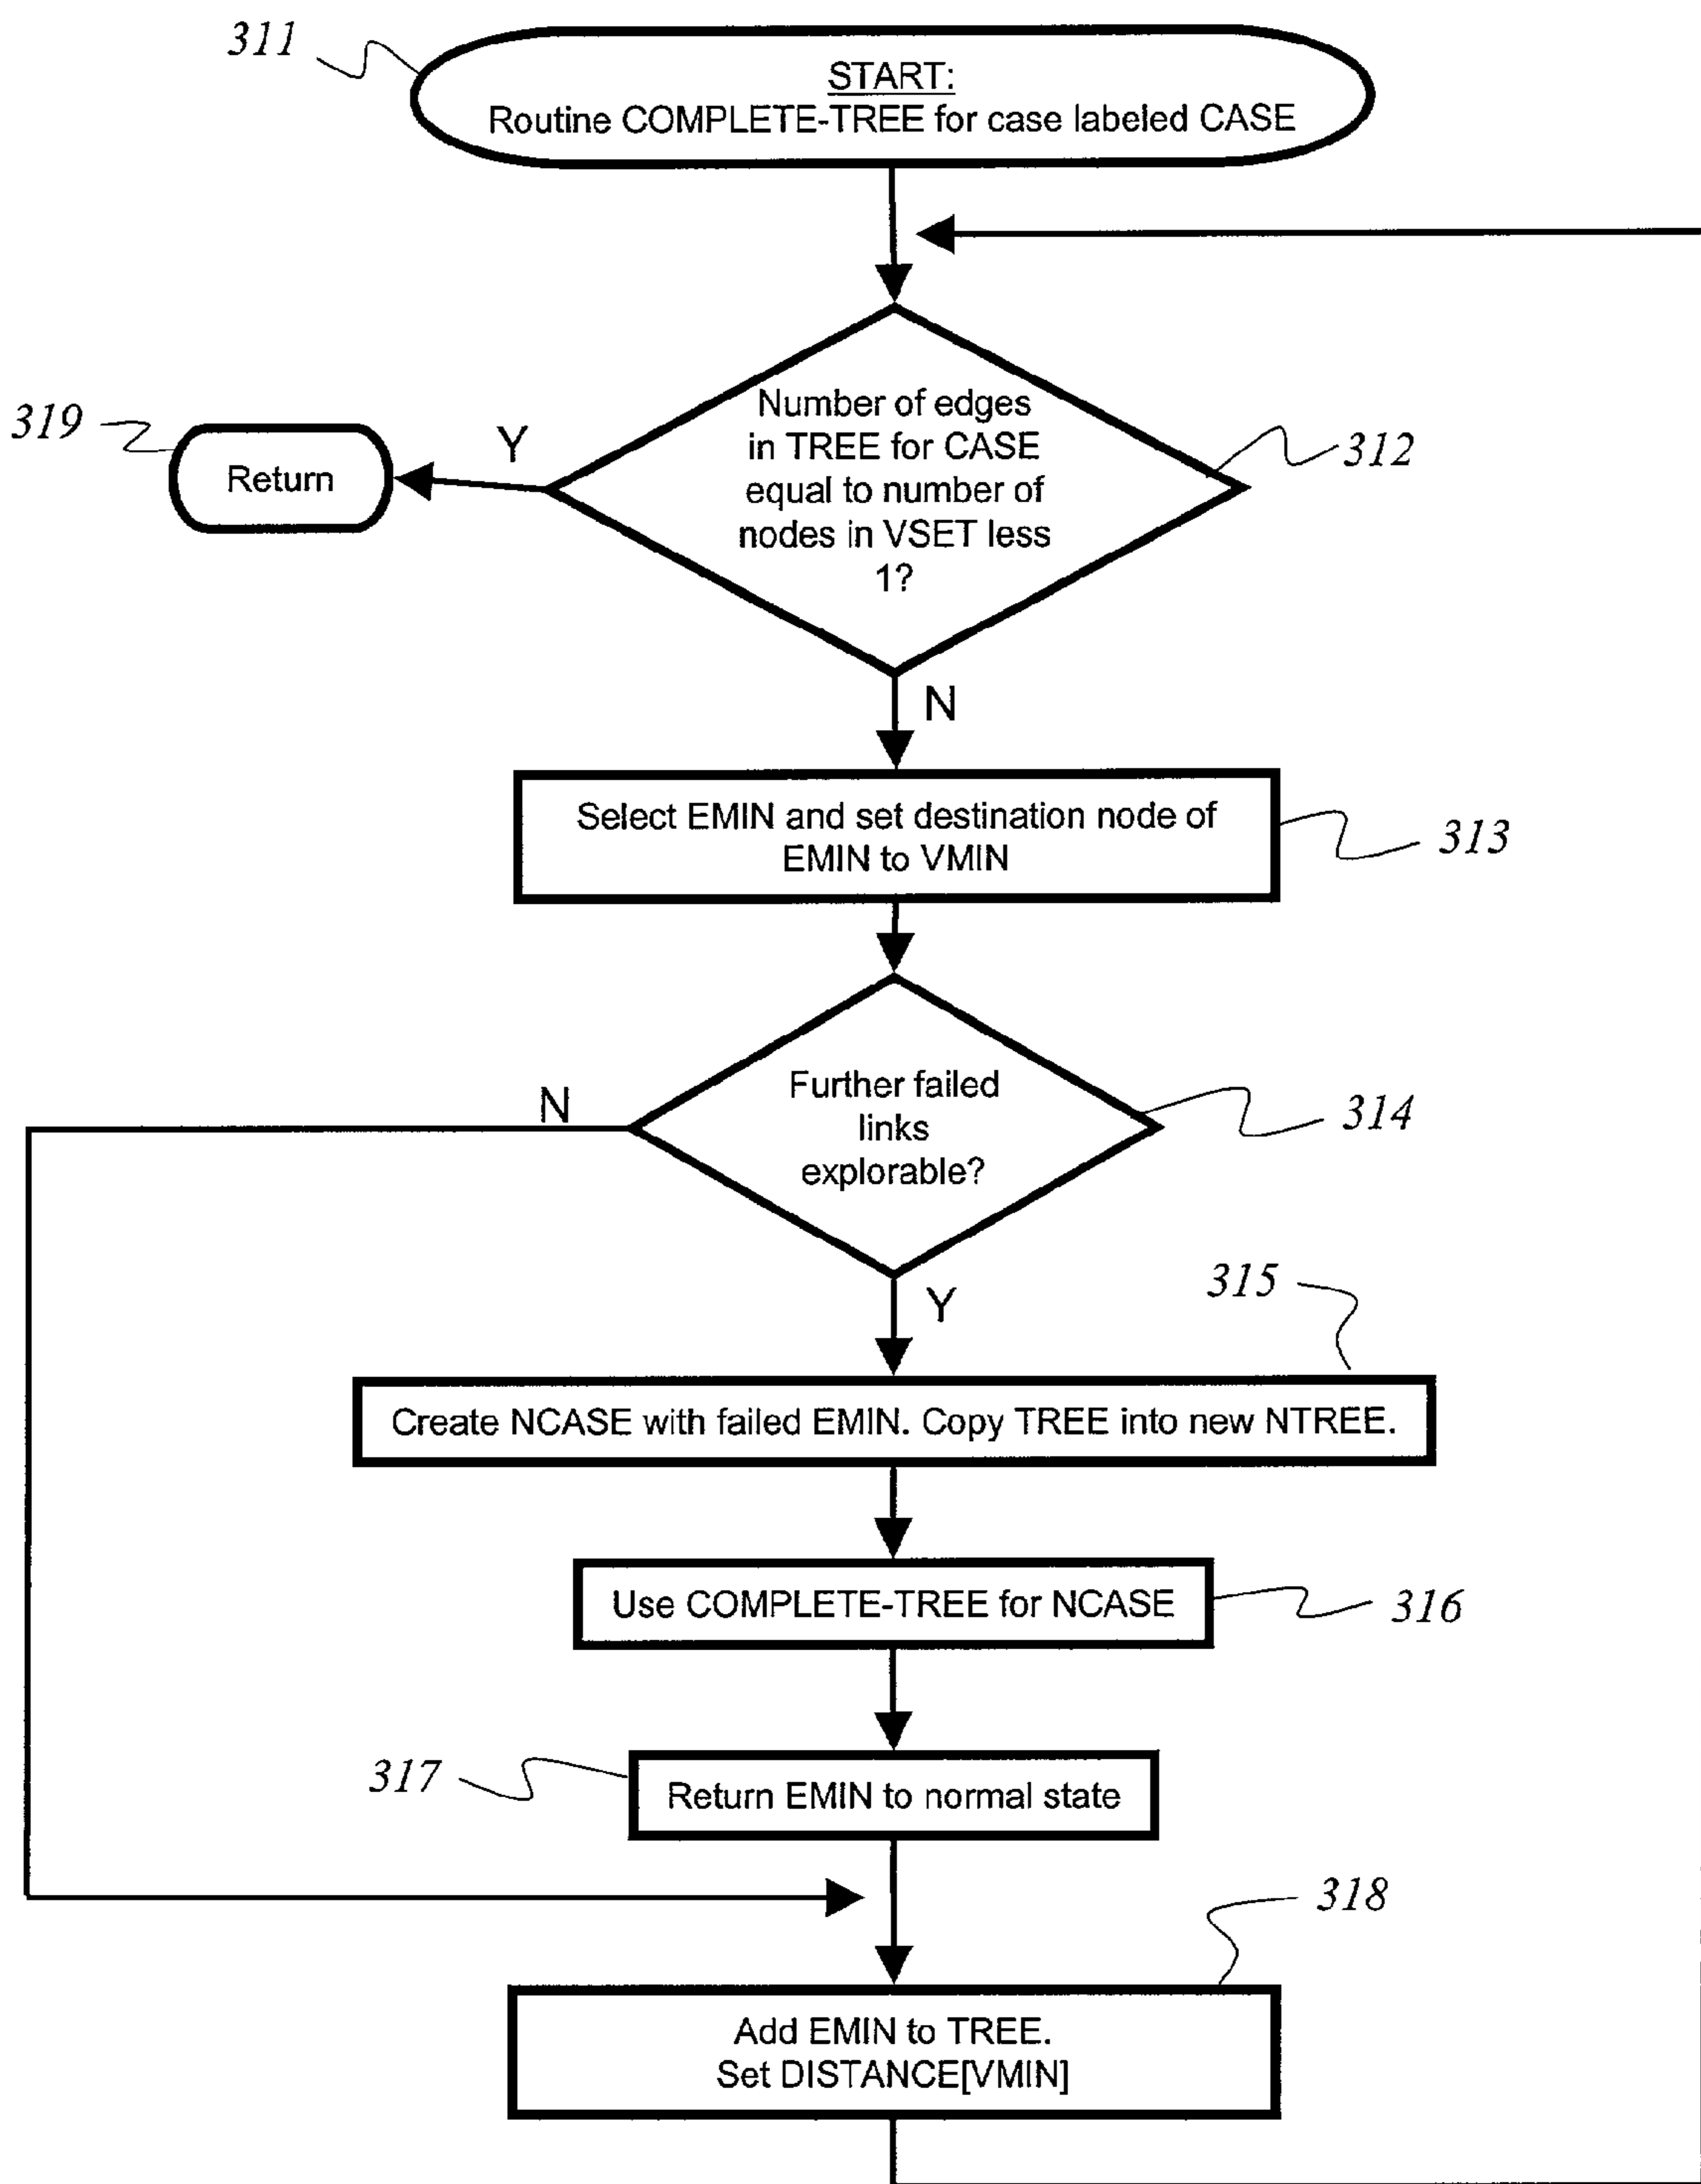 311
START:
Routine COMPLETE-TREE for case labeled CASE
Number of edges
in TREE for CASE
equal to number of
nodes in VSET less
1?
312
319
Return
Y
N
Select EMIN and set destination node of
EMIN to VMIN
313
Further failed
links
explorable?
314
N
Y
315
Create NCASE with failed EMIN. Copy TREE into new NTREE.
Use COMPLETE-TREE for NCASE
316
317
Return EMIN to normal state
318
Add EMIN to TREE.
Set DISTANCE[VMIN]